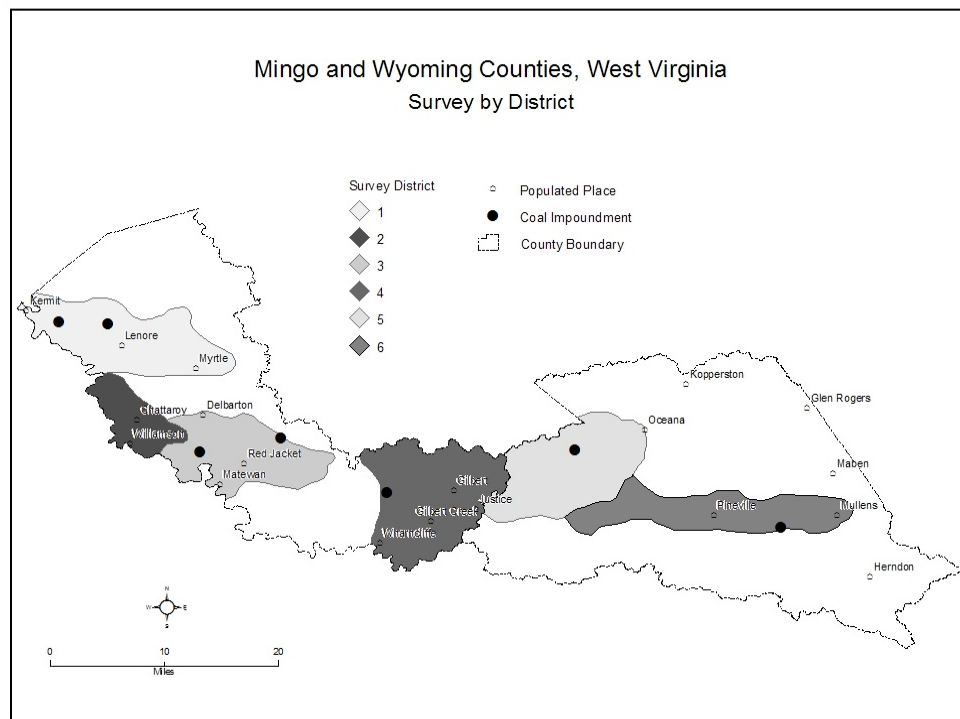 Mingo and Wyoming Counties, West Virginia
Survey by District
Survey District
1
2
3
4
5
6
Populated Place
Coal Impoundment
County Boundary
Kermit
Lenore
Myrtle
Kopperston
Glen Rogers
Chattaroy
Delbarton
Oceana
Williamson
Red Jacket
Maben
Matewan
Gilbert
Justice
Gilbert Creek
Pineville
Mullens
Wharncliffe
Herndon
N
W
E
S
0
10
20
Miles